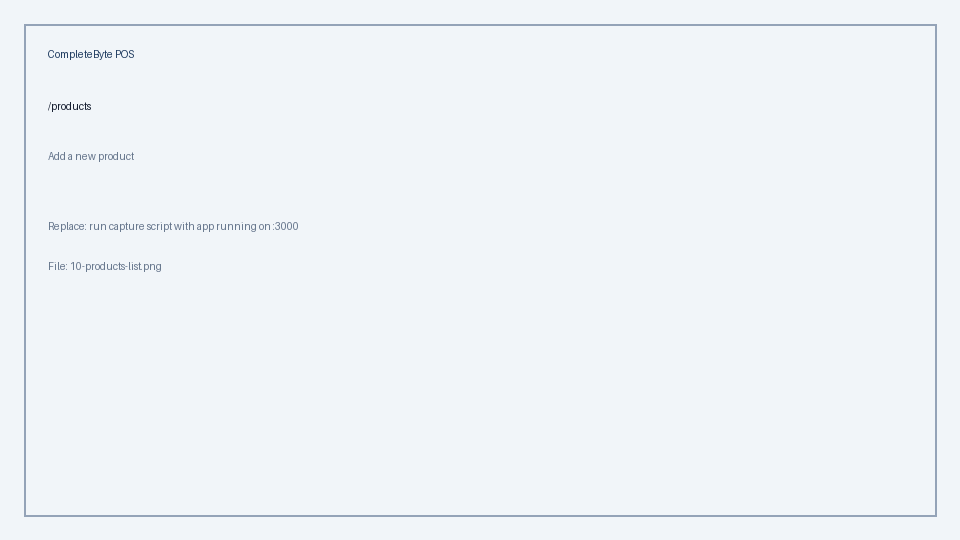 CompleteByte POS
/products
Add a new product
Replace: run capture script with app running on :3000
File: 10-products-list.png